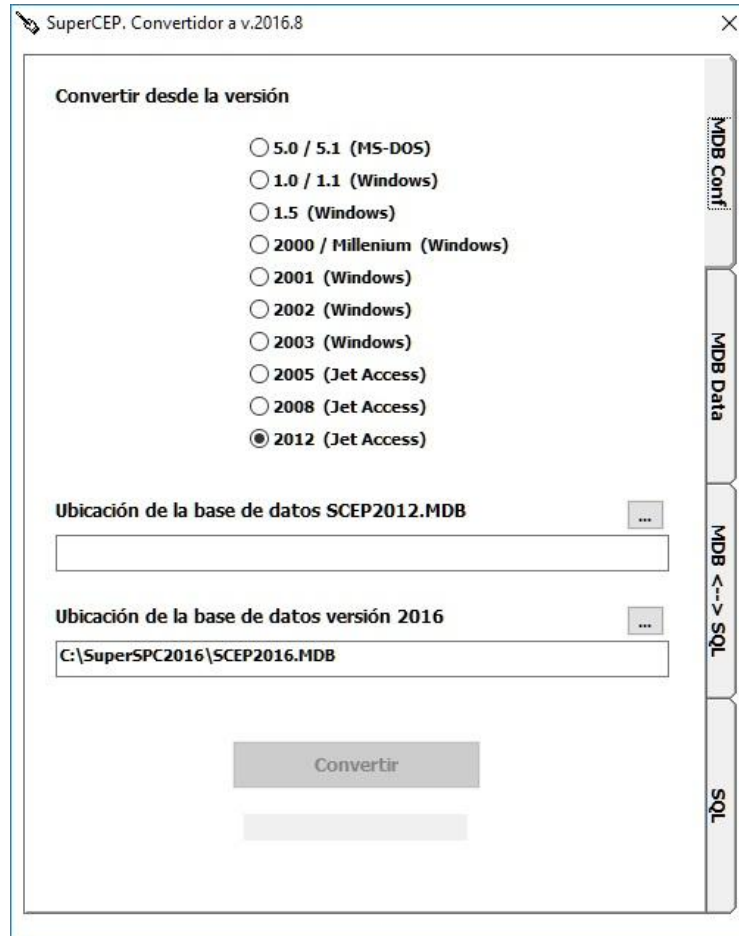 SuperCEP. Convertidor a v.2016.8
Convertir desde la versión
5.0 / 5.1 (MS-DOS)
1.0 / 1.1 (Windows)
1.5 (Windows)
2000 / Millenium (Windows)
2001 (Windows)
2002 (Windows)
2003 (Windows)
2005 (Jet Access)
2008 (Jet Access)
2012 (Jet Access)
Ubicación de la base de datos SCEP2012.MDB
...
Ubicación de la base de datos versión 2016
...
C:\SuperSPC2016\SCEP2016.MDB
Convertir
MDB Conf
MDB Data
MDB <--> SQL
SQL